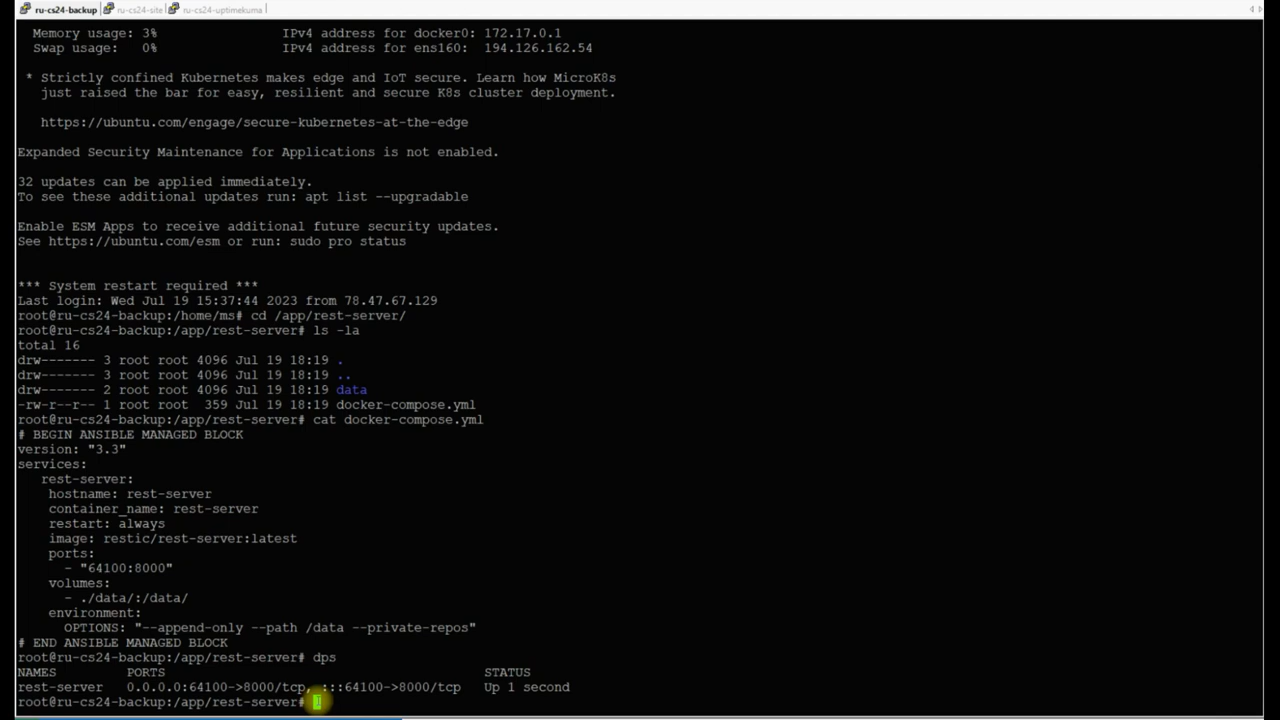 ru-cs24-backup ru-cs24-site ru-cs24-uptimekuma
Memory usage: 3% IPv4 address for docker0: 172.17.0.1
Swap usage: 0% IPv4 address for ens160: 194.126.162.54
* Strictly confined Kubernetes makes edge and IoT secure. Learn how MicroK8s
just raised the bar for easy, resilient and secure K8s cluster deployment.
https://ubuntu.com/engage/secure-kubernetes-at-the-edge
Expanded Security Maintenance for Applications is not enabled.
32 updates can be applied immediately.
To see these additional updates run: apt list --upgradable
Enable ESM Apps to receive additional future security updates.
See https://ubuntu.com/esm or run: sudo pro status
*** System restart required ***
Last login: Wed Jul 19 15:37:44 2023 from 78.47.67.129
root@ru-cs24-backup:/home/ms# cd /app/rest-server/
root@ru-cs24-backup:/app/rest-server# ls -la
total 16
drw------- 3 root root 4096 Jul 19 18:19 .
drw------- 3 root root 4096 Jul 19 18:19 ..
drw------- 2 root root 4096 Jul 19 18:19 data
-rw-r--r-- 1 root root  359 Jul 19 18:19 docker-compose.yml
root@ru-cs24-backup:/app/rest-server# cat docker-compose.yml
# BEGIN ANSIBLE MANAGED BLOCK
version: "3.3"
services:
rest-server:
hostname: rest-server
container_name: rest-server
restart: always
image: restic/rest-server:latest
ports:
- "64100:8000"
volumes:
- ./data/:/data/
environment:
OPTIONS: "--append-only --path /data --private-repos"
# END ANSIBLE MANAGED BLOCK
root@ru-cs24-backup:/app/rest-server# dps
NAMES PORTS STATUS
rest-server 0.0.0.0:64100->8000/tcp, :::64100->8000/tcp Up 1 second
root@ru-cs24-backup:/app/rest-server#